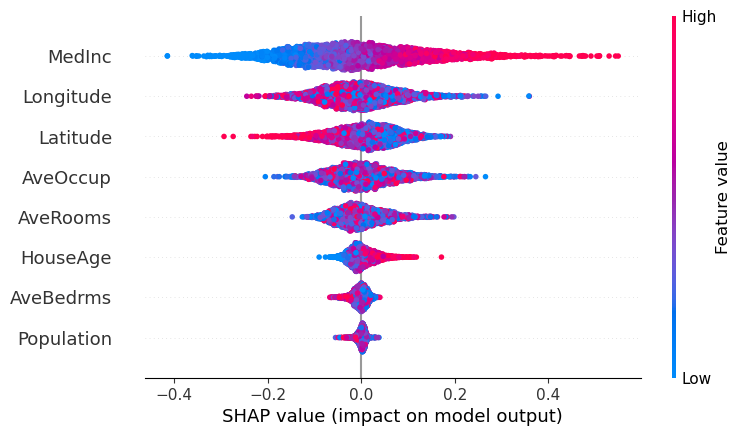 High
MedInc
Longitude
Latitude
AveOccup
AveRooms
HouseAge
AveBedrms
Population
Feature value
Low
−0.4 −0.2 0.0 0.2 0.4
SHAP value (impact on model output)